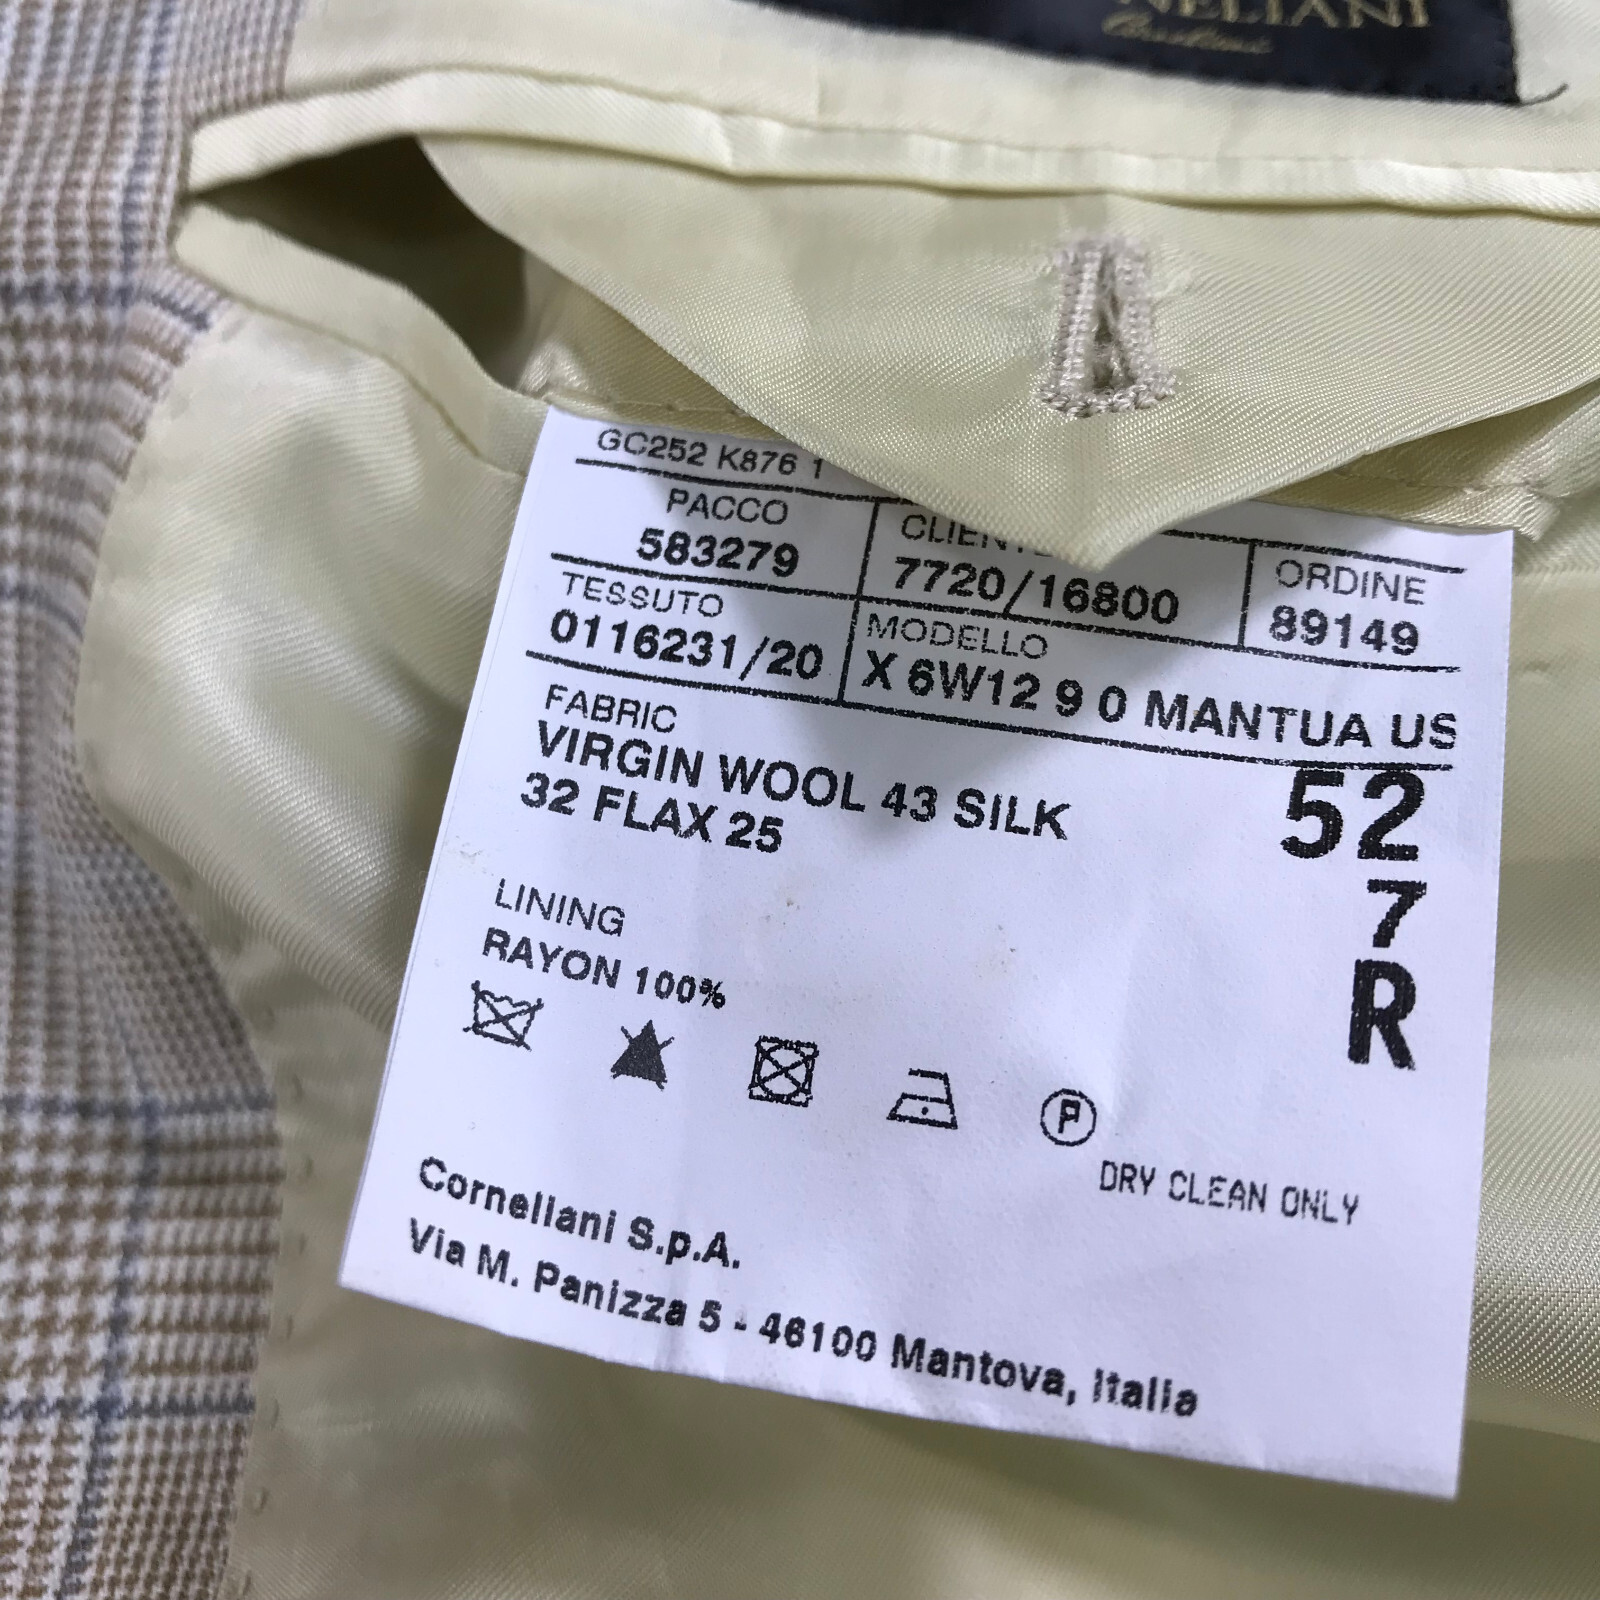 GC252 K876 1
PACCO
583279
7720/16800
ORDINE
89149
TESSUTO
0116231/20
MODELLO
X 6W12 9 0 MANTUA US
FABRIC
VIRGIN WOOL 43 SILK
32 FLAX 25
52
7
R
LINING
RAYON 100%
P
DRY CLEAN ONLY
Corneliani S.p.A.
Via M. Panizza 5 - 46100 Mantova, Italia